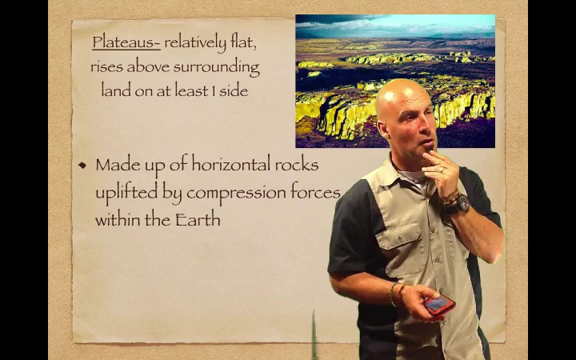 Plateaus- relatively flat,
rises above surrounding
land on at least 1 side
Made up of horizontal rocks
uplifted by compression forces
within the Earth